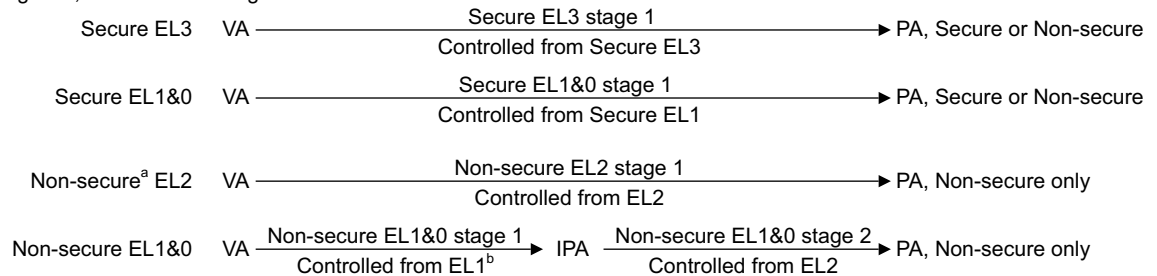 Secure EL3 VA Secure EL3 stage 1 PA, Secure or Non-secure
Controlled from Secure EL3
Secure EL1&0 VA Secure EL1&0 stage 1 PA, Secure or Non-secure
Controlled from Secure EL1
Non-secureᵃ EL2 VA Non-secure EL2 stage 1 PA, Non-secure only
Controlled from EL2
Non-secure EL1&0 VA Non-secure EL1&0 stage 1 IPA Non-secure EL1&0 stage 2 PA, Non-secure only
Controlled from EL1ᵇ Controlled from EL2